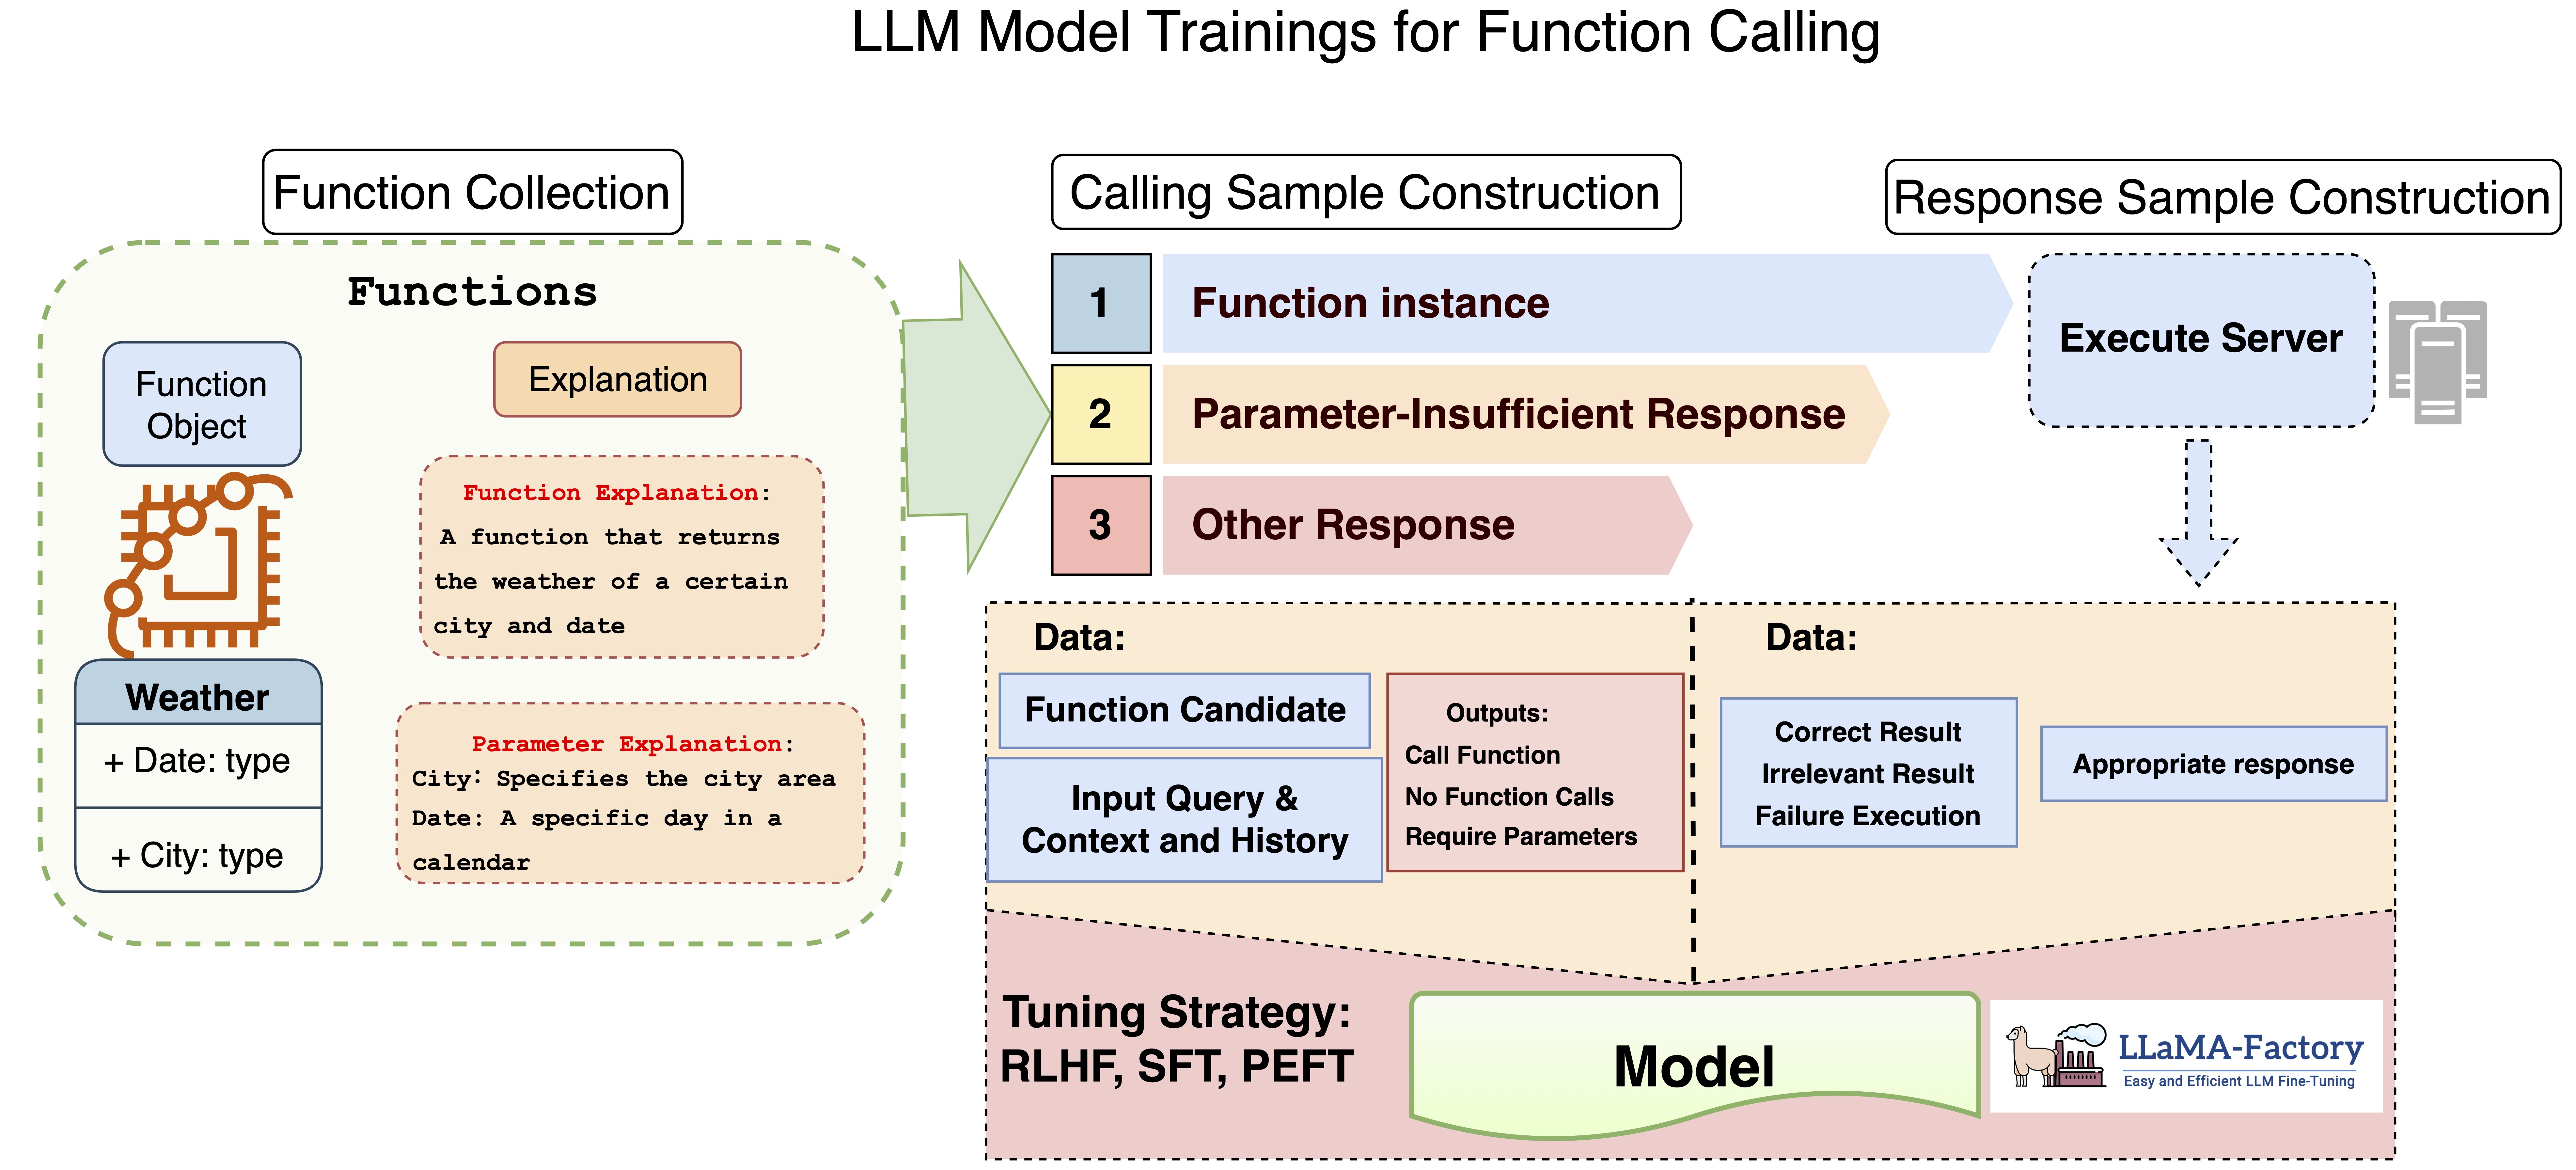 LLM Model Trainings for Function Calling
Function Collection
Functions
Function
Object
Explanation
Function Explanation:
A function that returns
the weather of a certain
city and date
Weather
+ Date: type
+ City: type
Parameter Explanation:
City: Specifies the city area
Date: A specific day in a
calendar
Calling Sample Construction
1
Function instance
2
Parameter-Insufficient Response
3
Other Response
Response Sample Construction
Execute Server
Data:
Function Candidate
Input Query &
Context and History
Outputs:
Call Function
No Function Calls
Require Parameters
Data:
Correct Result
Irrelevant Result
Failure Execution
Appropriate response
Tuning Strategy:
RLHF, SFT, PEFT
Model
LLaMA-Factory
Easy and Efficient LLM Fine-Tuning